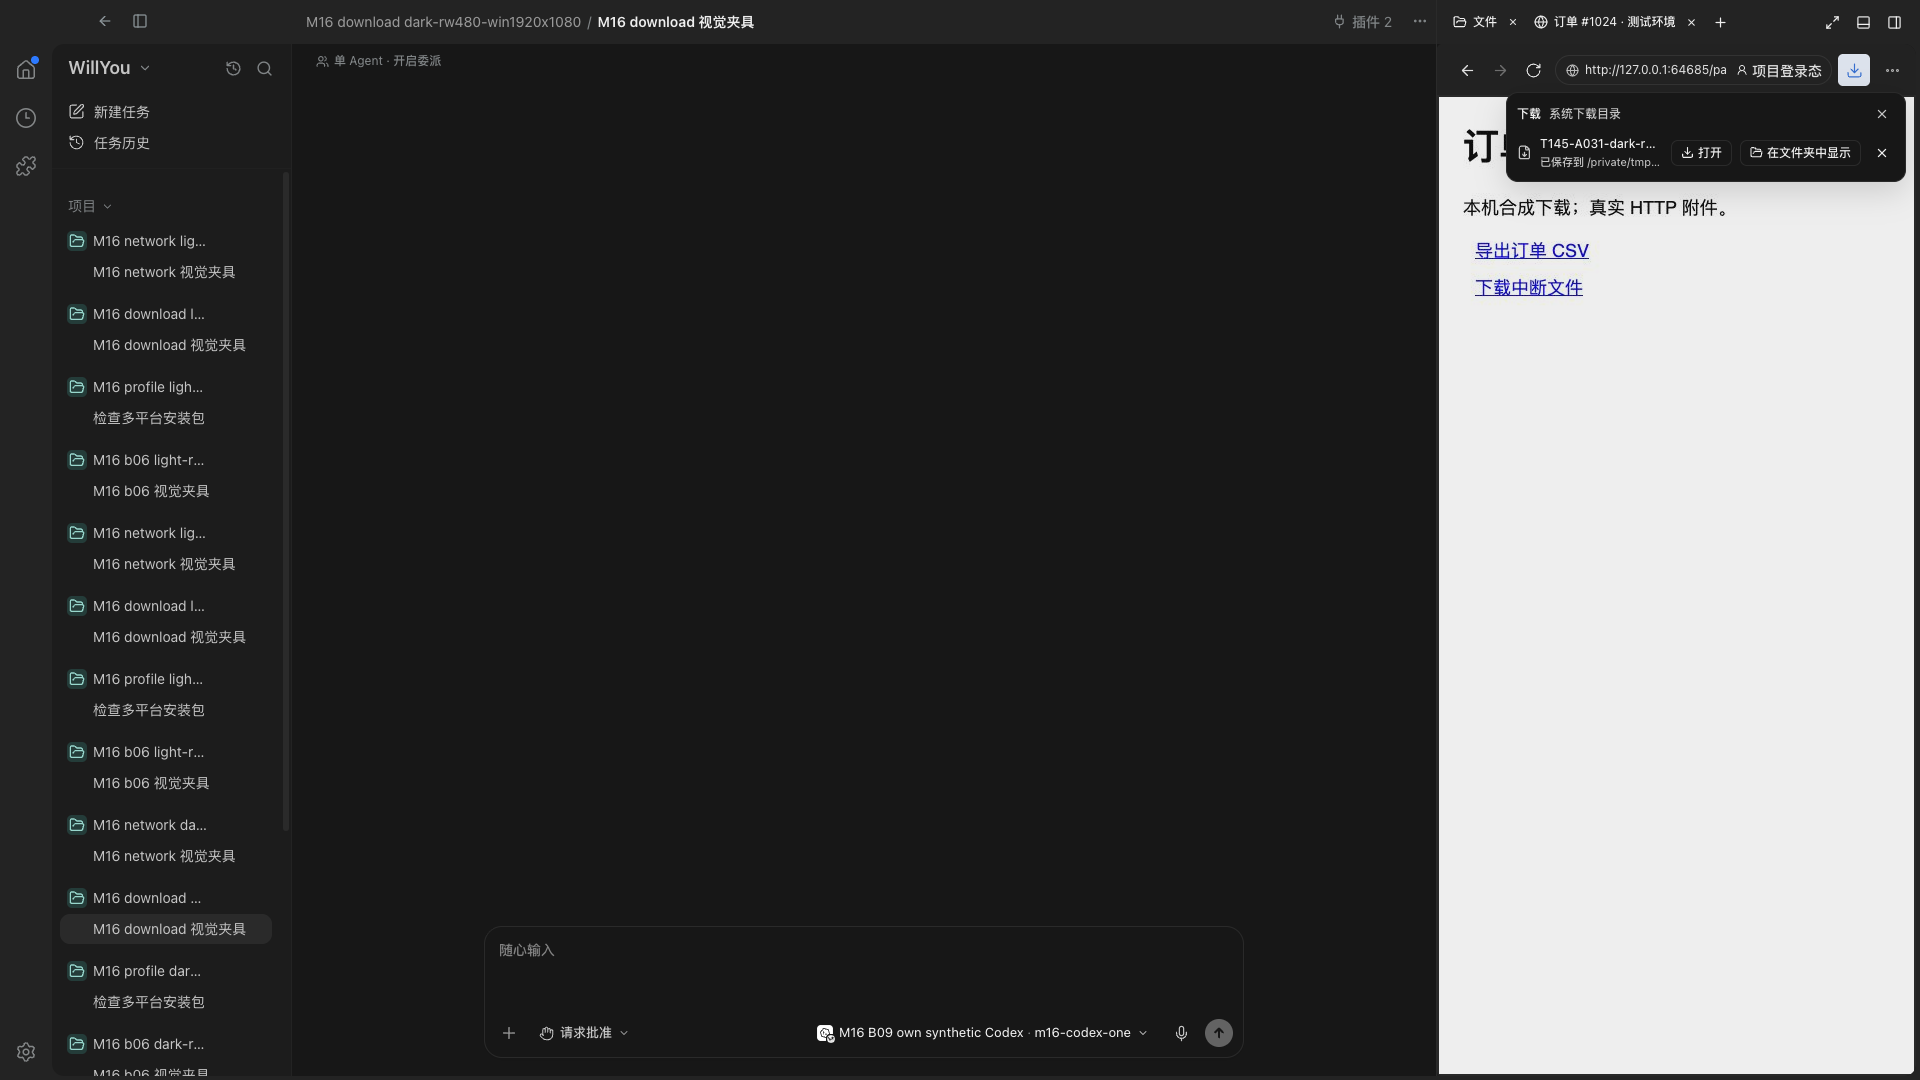 M16 download dark-rw480-win1920x1080 / M16 download 视觉夹具
插件 2
文件
订单 #1024 · 测试环境
WillYou
单 Agent · 开启委派
新建任务
任务历史
项目
M16 network lig...
M16 network 视觉夹具
M16 download l...
M16 download 视觉夹具
M16 profile ligh...
检查多平台安装包
M16 b06 light-r...
M16 b06 视觉夹具
M16 network lig...
M16 network 视觉夹具
M16 download l...
M16 download 视觉夹具
M16 profile ligh...
检查多平台安装包
M16 b06 light-r...
M16 b06 视觉夹具
M16 network da...
M16 network 视觉夹具
M16 download ...
M16 download 视觉夹具
M16 profile dar...
检查多平台安装包
M16 b06 dark-r...
M16 b06 视觉夹具
随心输入
请求批准
M16 B09 own synthetic Codex · m16-codex-one
http://127.0.0.1:64685/pa
项目登录态
下载 系统下载目录
T145-A031-dark-r...
已保存到 /private/tmp...
打开
在文件夹中显示
订
本机合成下载；真实 HTTP 附件。
导出订单 CSV
下载中断文件